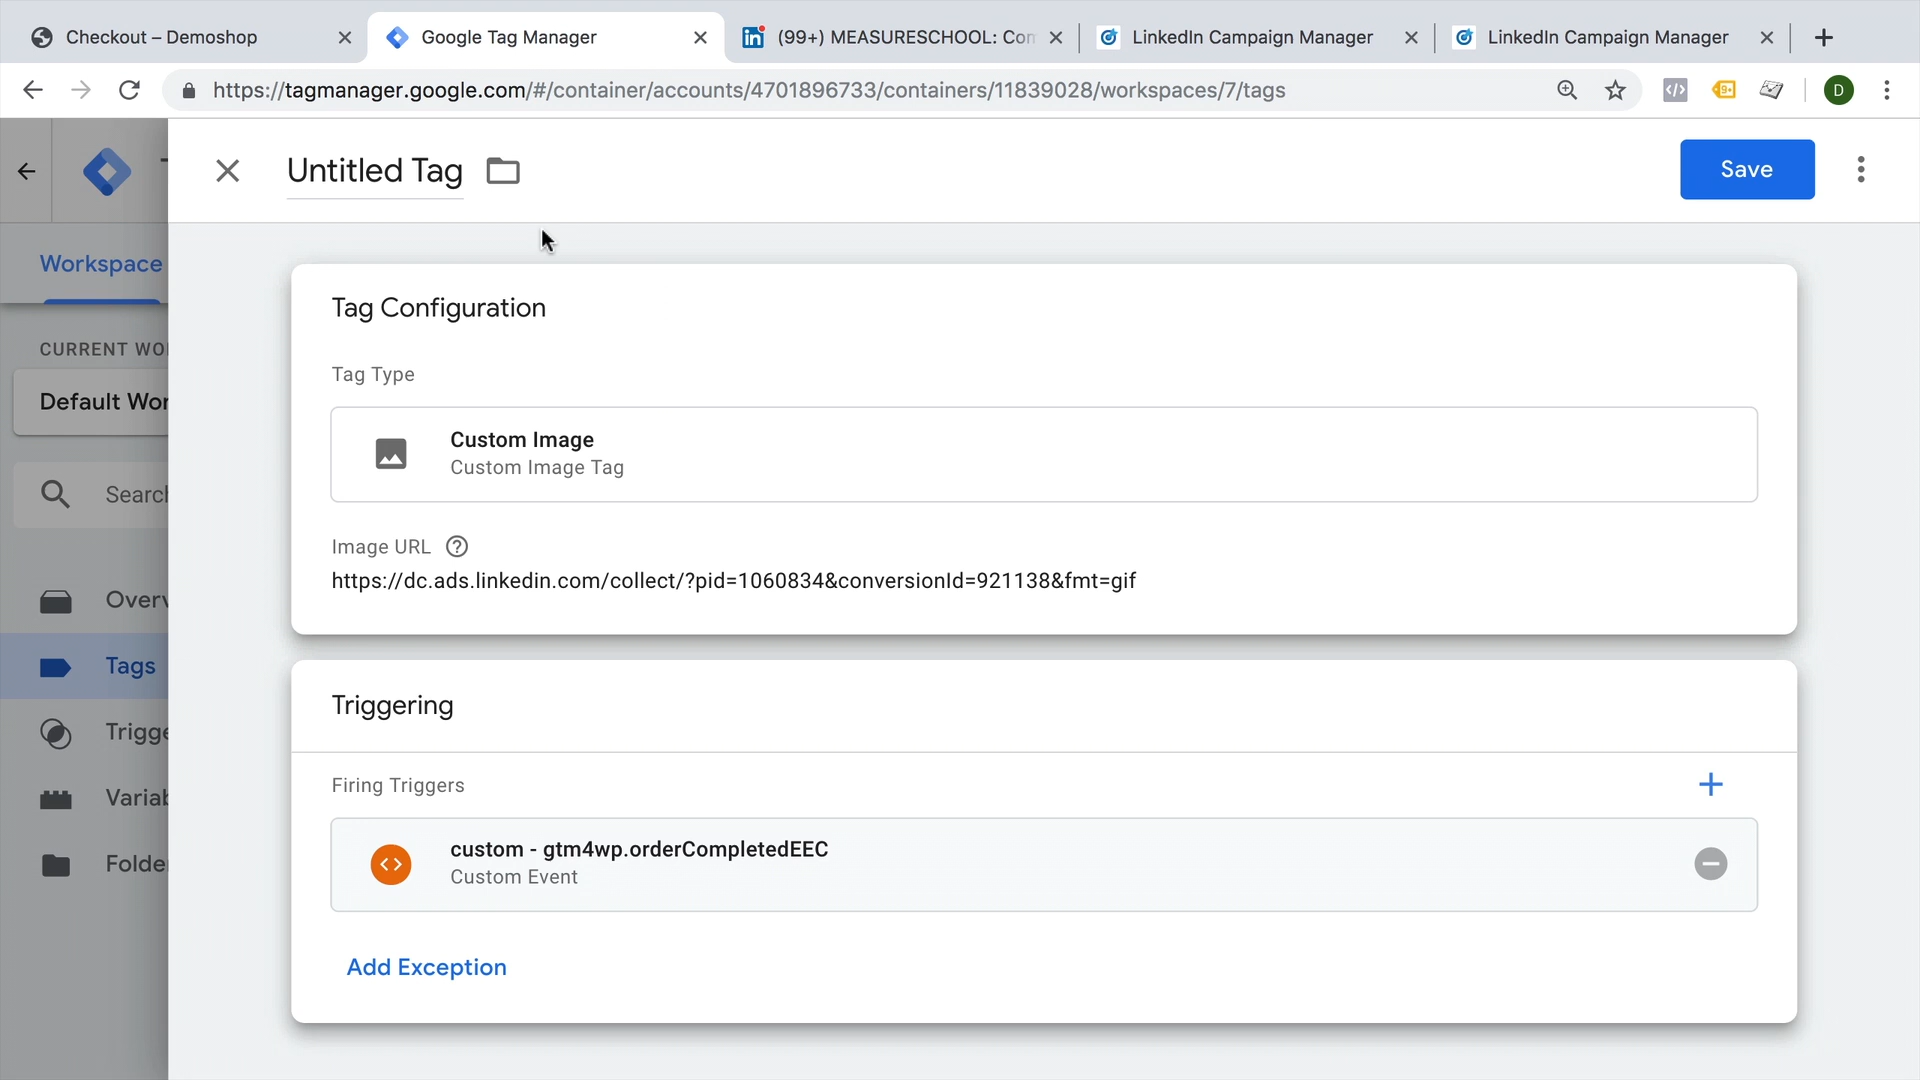 Checkout – Demoshop
Google Tag Manager
(99+) MEASURESCHOOL: Con
LinkedIn Campaign Manager
LinkedIn Campaign Manager
https://tagmanager.google.com/#/container/accounts/4701896733/containers/11839028/workspaces/7/tags
D
Untitled Tag
Save
Workspace
CURRENT WO
Default Wor
Search
Overv
Tags
Trigge
Variab
Folder
Tag Configuration
Tag Type
Custom Image
Custom Image Tag
Image URL
https://dc.ads.linkedin.com/collect/?pid=1060834&conversionId=921138&fmt=gif
Triggering
Firing Triggers
custom - gtm4wp.orderCompletedEEC
Custom Event
Add Exception